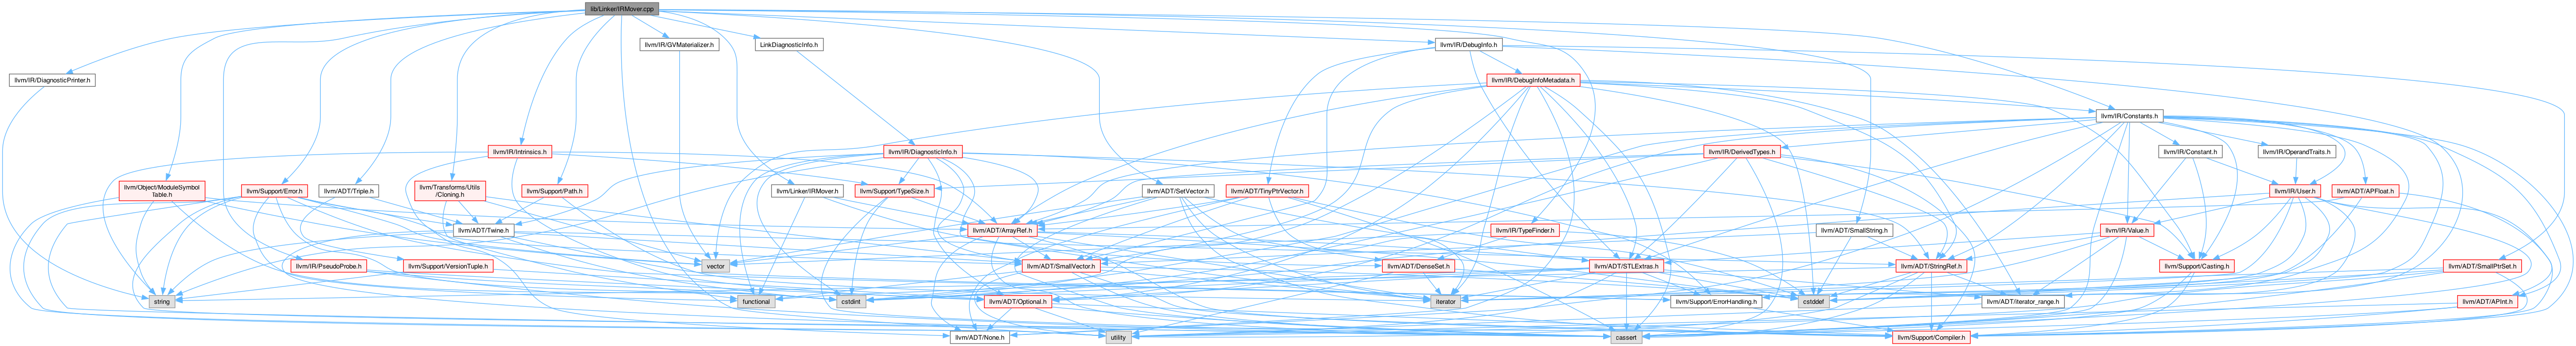 lib/Linker/IRMover.cpp
llvm/IR/GVMaterializer.h
LinkDiagnosticInfo.h
llvm/IR/DebugInfo.h
llvm/IR/DiagnosticPrinter.h
llvm/IR/DebugInfoMetadata.h
llvm/IR/Constants.h
llvm/IR/Intrinsics.h
llvm/IR/DiagnosticInfo.h
llvm/IR/DerivedTypes.h
llvm/IR/Constant.h
llvm/IR/OperandTraits.h
llvm/Object/ModuleSymbol
Table.h
llvm/Support/Error.h
llvm/ADT/Triple.h
llvm/Transforms/Utils
/Cloning.h
llvm/Support/Path.h
llvm/Linker/IRMover.h
llvm/Support/TypeSize.h
llvm/ADT/SetVector.h
llvm/ADT/TinyPtrVector.h
llvm/IR/User.h
llvm/ADT/APFloat.h
llvm/ADT/Twine.h
llvm/ADT/ArrayRef.h
llvm/IR/TypeFinder.h
llvm/ADT/SmallString.h
llvm/IR/Value.h
llvm/IR/PseudoProbe.h
llvm/Support/VersionTuple.h
vector
llvm/ADT/SmallVector.h
llvm/ADT/DenseSet.h
llvm/ADT/STLExtras.h
llvm/ADT/StringRef.h
llvm/Support/Casting.h
llvm/ADT/SmallPtrSet.h
string
functional
cstdint
llvm/ADT/Optional.h
iterator
llvm/Support/ErrorHandling.h
cstddef
llvm/ADT/iterator_range.h
llvm/ADT/APInt.h
llvm/ADT/None.h
utility
cassert
llvm/Support/Compiler.h